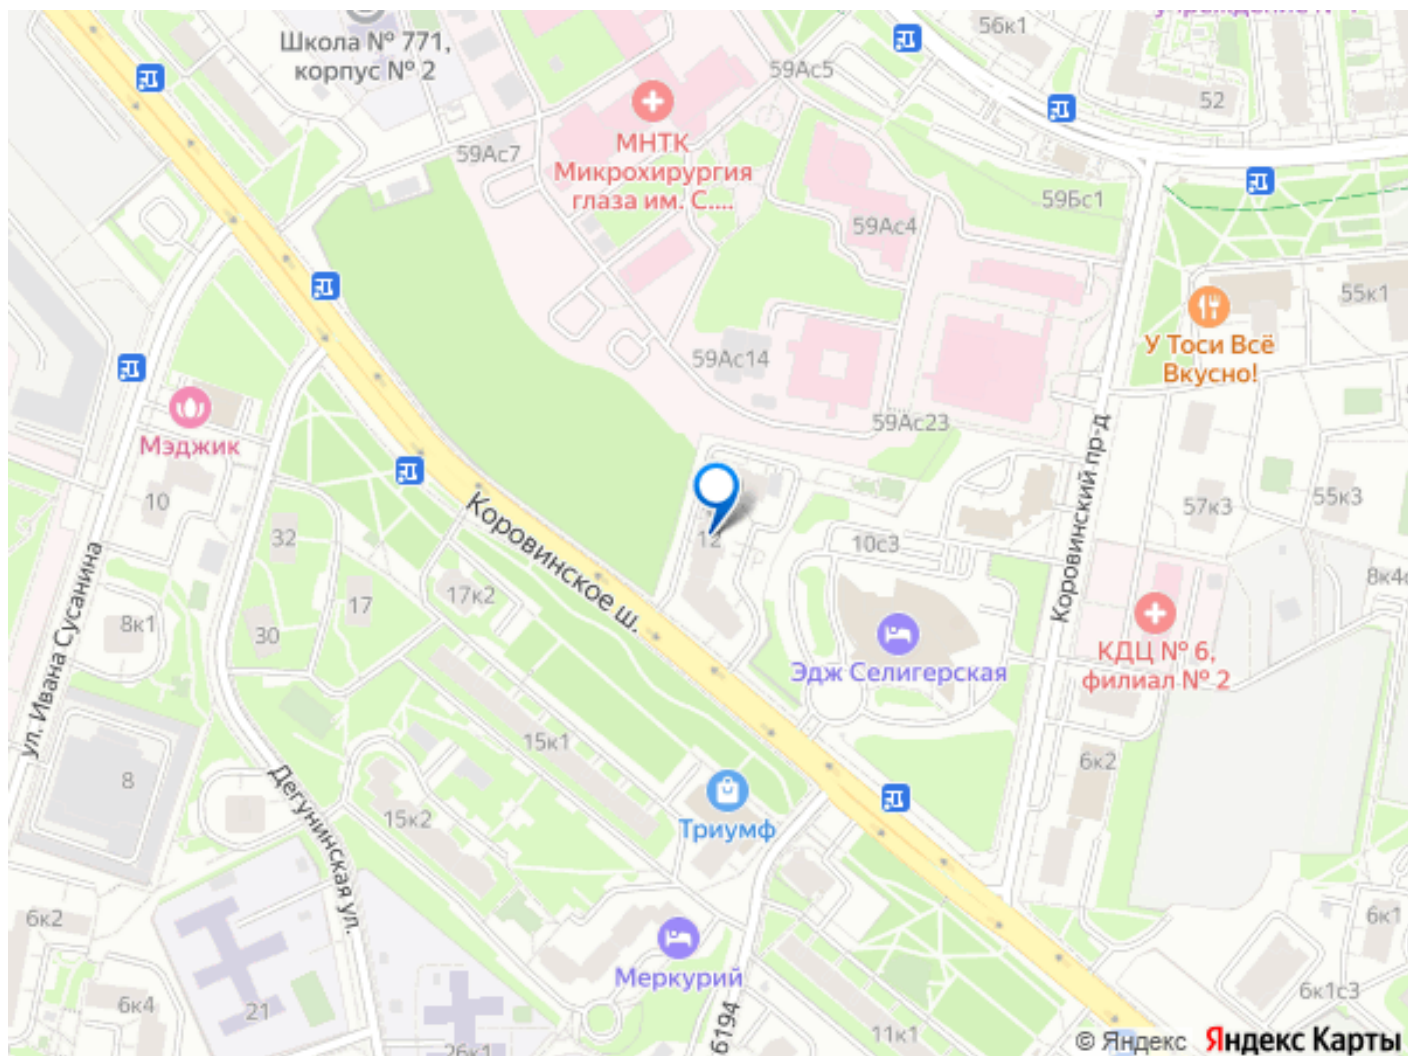 56к1
Школа № 771,
корпус № 2
59Ас5
52
МНТК
Микрохирургия
глаза им. С....
59Ас7
59Бс1
59Ас4
55к1
У Тоси Всё
Вкусно!
59Ас14
59Ас23
Мэджик
10
Коровинский пр-д
55к3
57к3
Коровинское ш.
12
10с3
32
17к2
17
8к1
30
ул. Ивана Сусанина
КДЦ № 6,
филиал № 2
Эдж Селигерская
15к1
6к2
8
Дегунинская ул.
15к2
Триумф
6к2
6к1
Меркурий
6к4
21
6к1с3
6194
11к1
26к1
© Яндекс Яндекс Карты